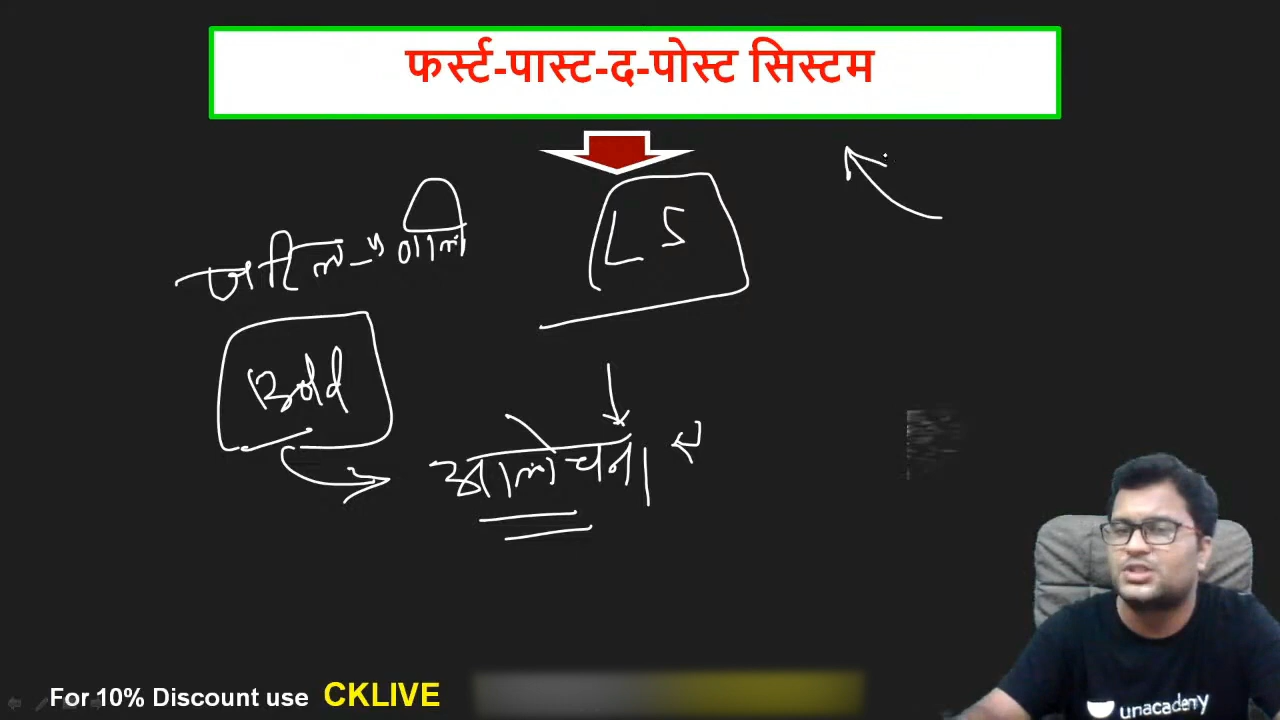 फर्स्ट-पास्ट-द-पोस्ट सिस्टम
LS
Bold
आलोचना
For 10% Discount use CKLIVE
unacademy